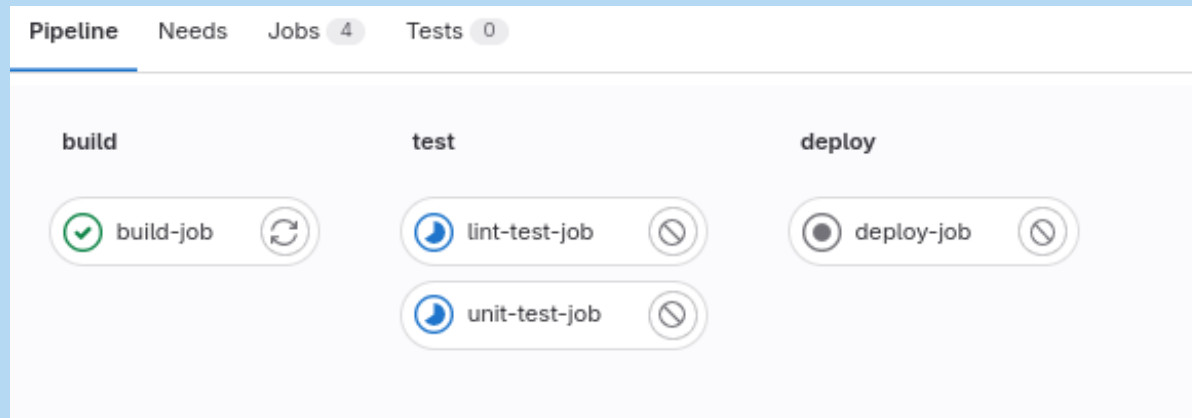 Pipeline Needs Jobs 4 Tests 0
build test deploy
build-job lint-test-job deploy-job
unit-test-job